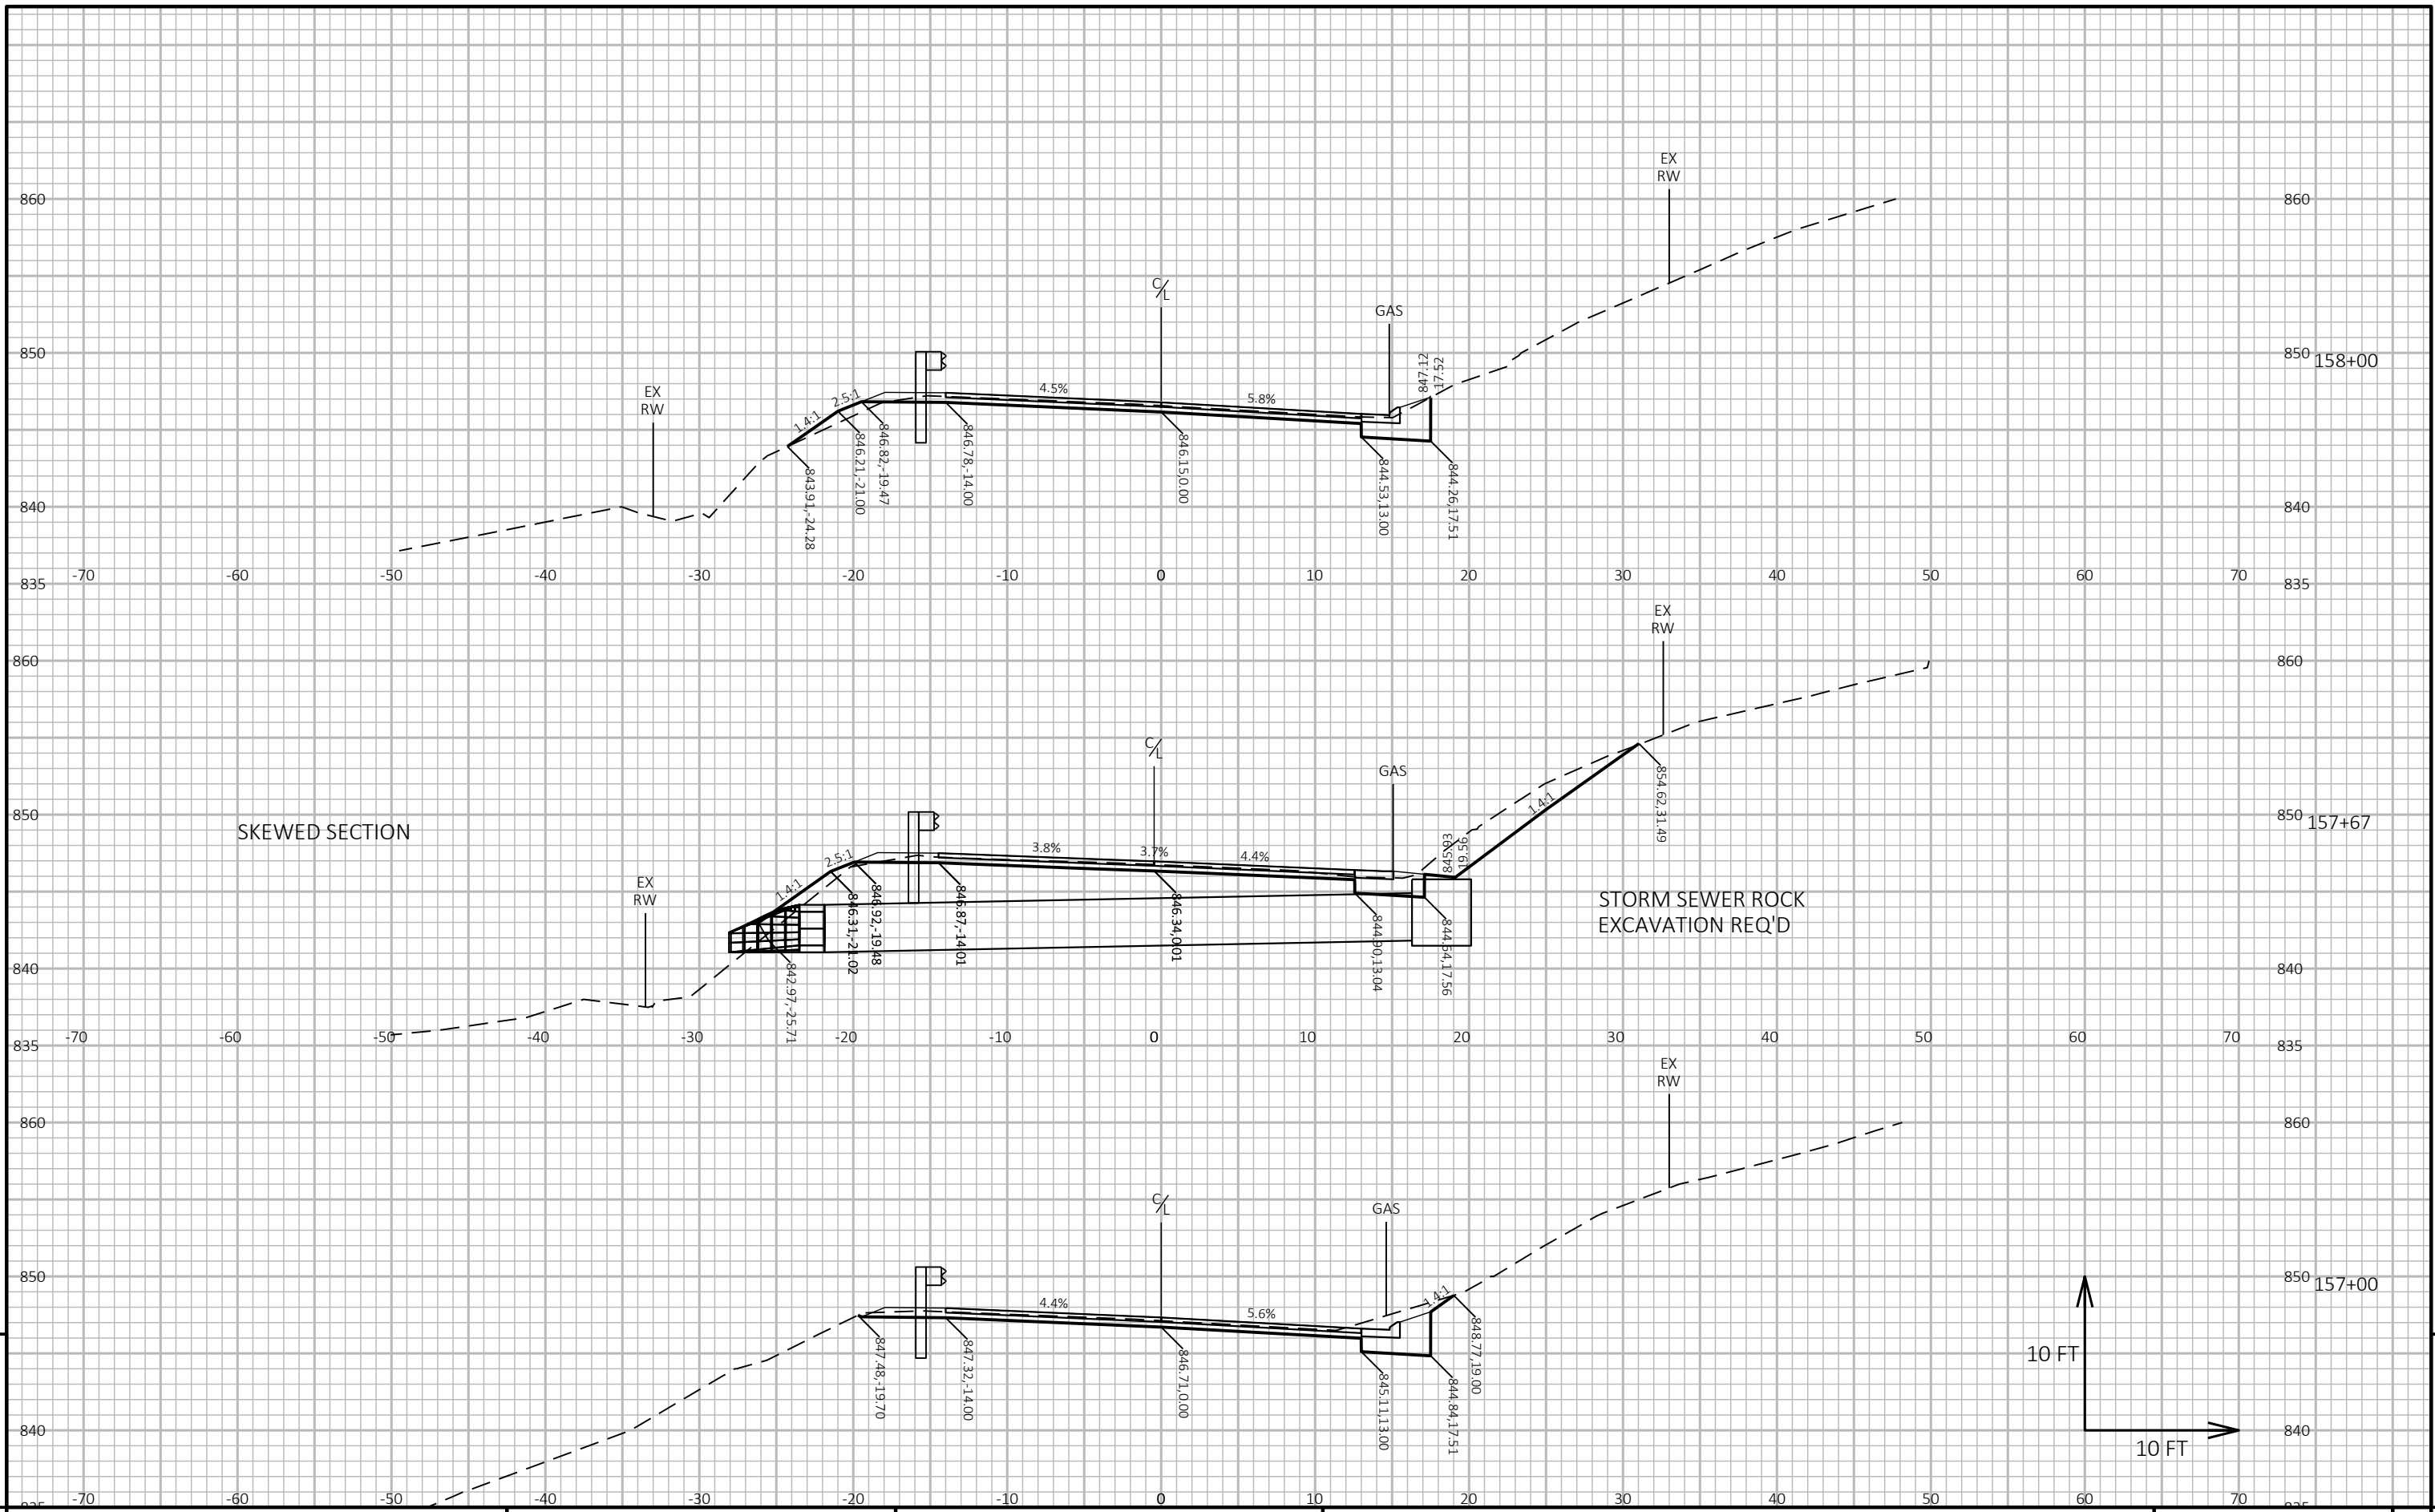 EX
RW
860 860
C/L
GAS
850 850 158+00
847.12
17.52
EX
RW
4.5%
5.8%
2.5:1
1.4:1
846.21,-21.00
846.82,-19.47
846.78,-14.00
846.15,0.00
844.53,13.00
844.26,17.51
843.91,-24.28
840 840
-70 -60 -50 -40 -30 -20 -10 0 10 20 30 40 50 60 70
835 835
EX
RW
860 860
C/L
GAS
850 850 157+67
SKEWED SECTION
845.93
19.56
854.62,31.49
1.4:1
3.8%
3.7%
4.4%
2.5:1
1.4:1
EX
RW
846.31,-21.02
846.92,-19.48
846.87,-14.01
846.34,0.01
844.90,13.04
844.64,17.56
842.97,-25.71
STORM SEWER ROCK
EXCAVATION REQ'D
840 840
-70 -60 -50 -40 -30 -20 -10 0 10 20 30 40 50 60 70
835 835
EX
RW
860 860
C/L
GAS
850 850 157+00
4.4%
5.6%
1.4:1
847.48,-19.70
847.32,-14.00
846.71,0.00
845.11,13.00
844.84,17.51
848.77,19.00
10 FT
10 FT
840 840
-70 -60 -50 -40 -30 -20 -10 0 10 20 30 40 50 60 70
835 835